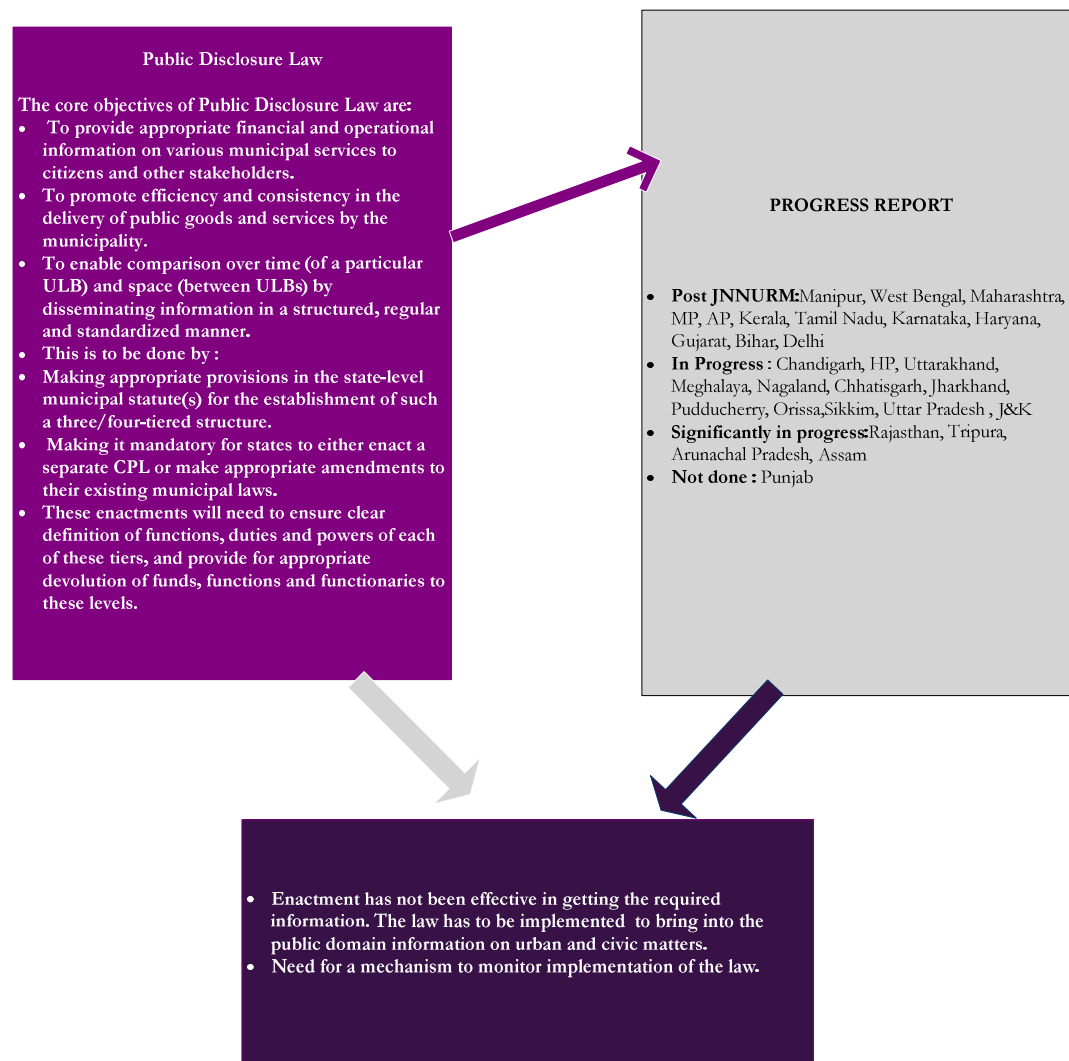 Public Disclosure Law
The core objectives of Public Disclosure Law are:
• To provide appropriate financial and operational
information on various municipal services to
citizens and other stakeholders.
• To promote efficiency and consistency in the
delivery of public goods and services by the
municipality.
• To enable comparison over time (of a particular
ULB) and space (between ULBs) by
disseminating information in a structured, regular
and standardized manner.
• This is to be done by :
• Making appropriate provisions in the state-level
municipal statute(s) for the establishment of such
a three/four-tiered structure.
• Making it mandatory for states to either enact a
separate CPL or make appropriate amendments to
their existing municipal laws.
• These enactments will need to ensure clear
definition of functions, duties and powers of each
of these tiers, and provide for appropriate
devolution of funds, functions and functionaries to
these levels.
PROGRESS REPORT
• Post JNNURM:Manipur, West Bengal, Maharashtra,
MP, AP, Kerala, Tamil Nadu, Karnataka, Haryana,
Gujarat, Bihar, Delhi
• In Progress : Chandigarh, HP, Uttarakhand,
Meghalaya, Nagaland, Chhatisgarh, Jharkhand,
Pudducherry, Orissa,Sikkim, Uttar Pradesh , J&K
• Significantly in progress:Rajasthan, Tripura,
Arunachal Pradesh, Assam
• Not done : Punjab
• Enactment has not been effective in getting the required
information. The law has to be implemented to bring into the
public domain information on urban and civic matters.
• Need for a mechanism to monitor implementation of the law.